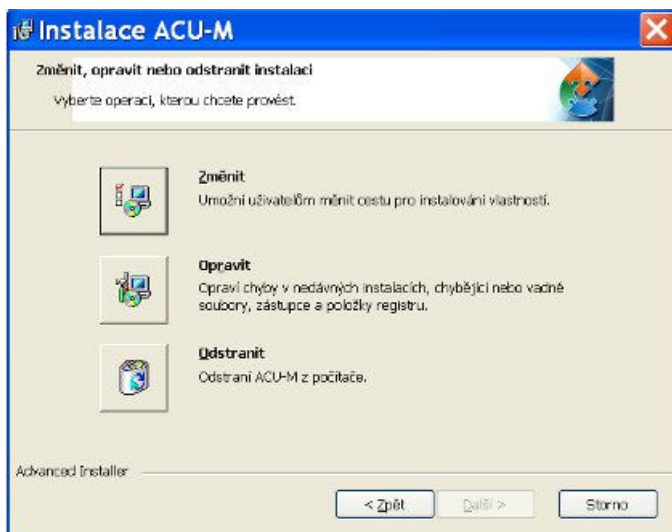 Instalace ACU-M
Změnit, opravit nebo odstranit instalaci
Vyberte operaci, kterou chcete provést.
Změnit
Umožní uživatelům měnit cestu pro instalování vlastností.
Opravit
Opraví chyby v nedávných instalacích, chybějící nebo vadné
soubory, zástupce a položky registru.
Odstranit
Odstraní ACU-M z počítače.
Advanced Installer
< Zpět
Další >
Storno